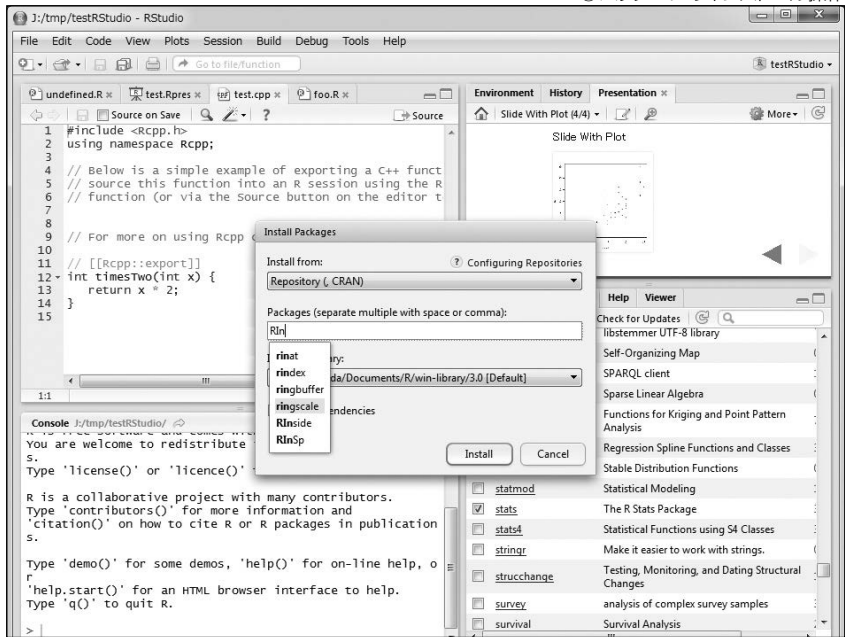 J:/tmp/testRStudio - RStudio
File Edit Code View Plots Session Build Debug Tools Help
Go to file/function
testRStudio
undefined.R × test.Rpres × test.cpp × foo.R ×
Source on Save ? Source
1 #include <Rcpp.h>
2 using namespace Rcpp;
3
4 // Below is a simple example of exporting a C++ funct
5 // source this function into an R session using the R
6 // function (or via the Source button on the editor t
7
8
9 // For more on using Rcpp
10
11 // [[Rcpp::export]]
12 int timesTwo(int x) {
13 return x * 2;
14 }
15
1:1
Console J:/tmp/testRStudio/
You are welcome to redistribute
s.
Type 'license()' or 'licence()'
R is a collaborative project with many contributors.
Type 'contributors()' for more information and
'citation()' on how to cite R or R packages in publication
s.
Type 'demo()' for some demos, 'help()' for on-line help, o
r
'help.start()' for an HTML browser interface to help.
Type 'q()' to quit R.
>
Install Packages
Install from: ? Configuring Repositories
Repository (, CRAN)
Packages (separate multiple with space or comma):
RIn
rinat
rindex
ringbuffer
ringscale
RInside
RInSp
ary:
da/Documents/R/win-library/3.0 [Default]
endencies
Install Cancel
Environment History Presentation ×
Slide With Plot (4/4) More
Slide With Plot
Help Viewer
Check for Updates
libstemmer UTF-8 library
Self-Organizing Map
SPARQL client
Sparse Linear Algebra
Functions for Kriging and Point Pattern
Analysis
Regression Spline Functions and Classes
Stable Distribution Functions
statmod Statistical Modeling
stats The R Stats Package
stats4 Statistical Functions using S4 Classes
stringr Make it easier to work with strings.
strucchange Testing, Monitoring, and Dating Structural
Changes
survey analysis of complex survey samples
survival Survival Analysis